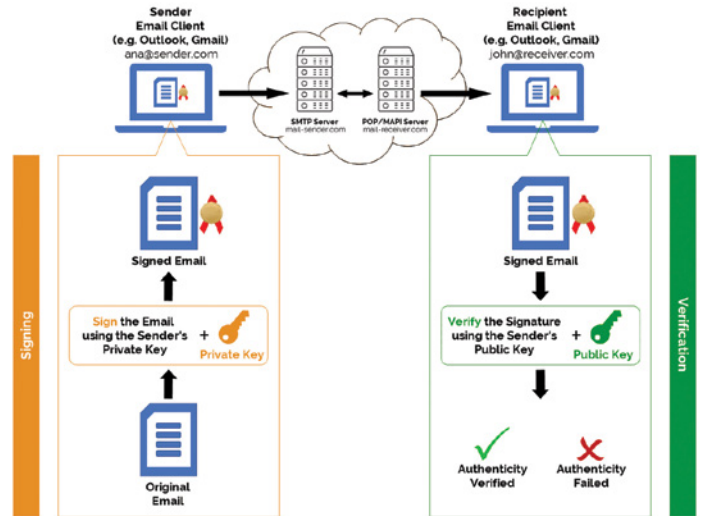 Sender
Email Client
(e.g. Outlook, Gmail)
ana@sender.com
SMTP Server
mail-sender.com
POP/MAPI Server
mail-receiver.com
Recipient
Email Client
(e.g. Outlook, Gmail)
john@receiver.com
Signing
Signed Email
Sign the Email
using the Sender's
Private Key
+
Private Key
Original
Email
Signed Email
Verify the Signature
using the Sender's
Public Key
+
Public Key
Authenticity
Verified
Authenticity
Failed
Verification